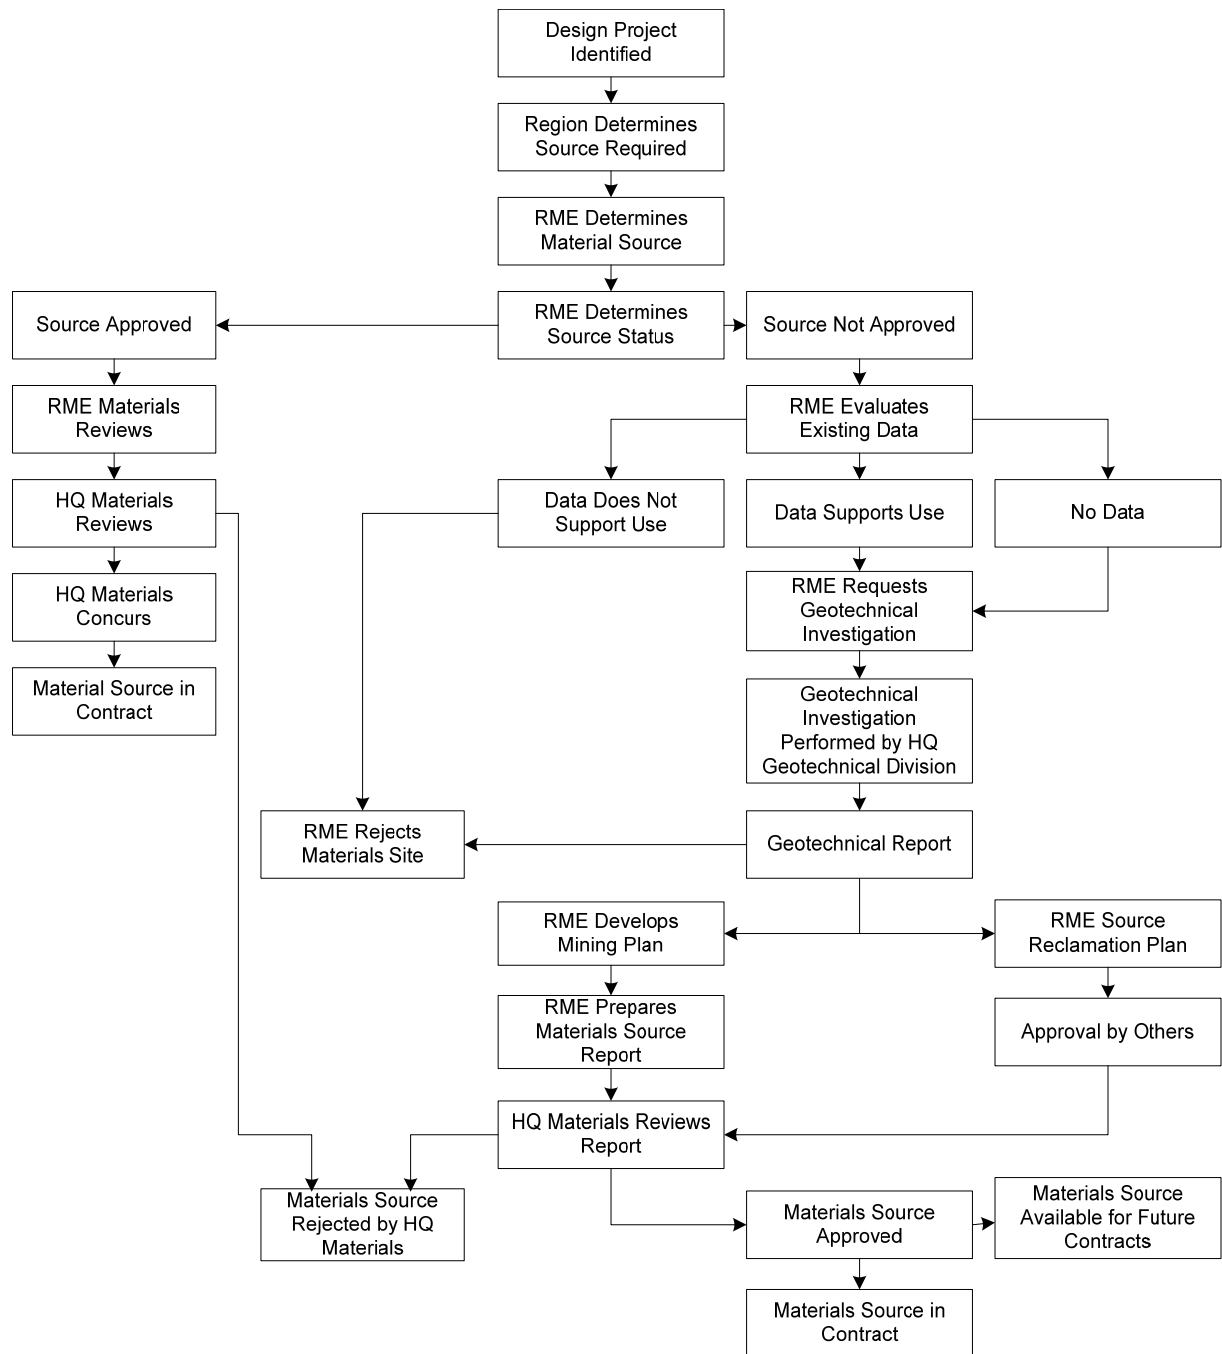 Design Project
Identified
Region Determines
Source Required
RME Determines
Material Source
Source Approved
RME Determines
Source Status
Source Not Approved
RME Materials
Reviews
RME Evaluates
Existing Data
HQ Materials
Reviews
Data Does Not
Support Use
Data Supports Use
No Data
HQ Materials
Concurs
RME Requests
Geotechnical
Investigation
Material Source in
Contract
Geotechnical
Investigation
Performed by HQ
Geotechnical Division
RME Rejects
Materials Site
Geotechnical Report
RME Develops
Mining Plan
RME Source
Reclamation Plan
RME Prepares
Materials Source
Report
Approval by Others
HQ Materials Reviews
Report
Materials Source
Rejected by HQ
Materials
Materials Source
Approved
Materials Source
Available for Future
Contracts
Materials Source in
Contract